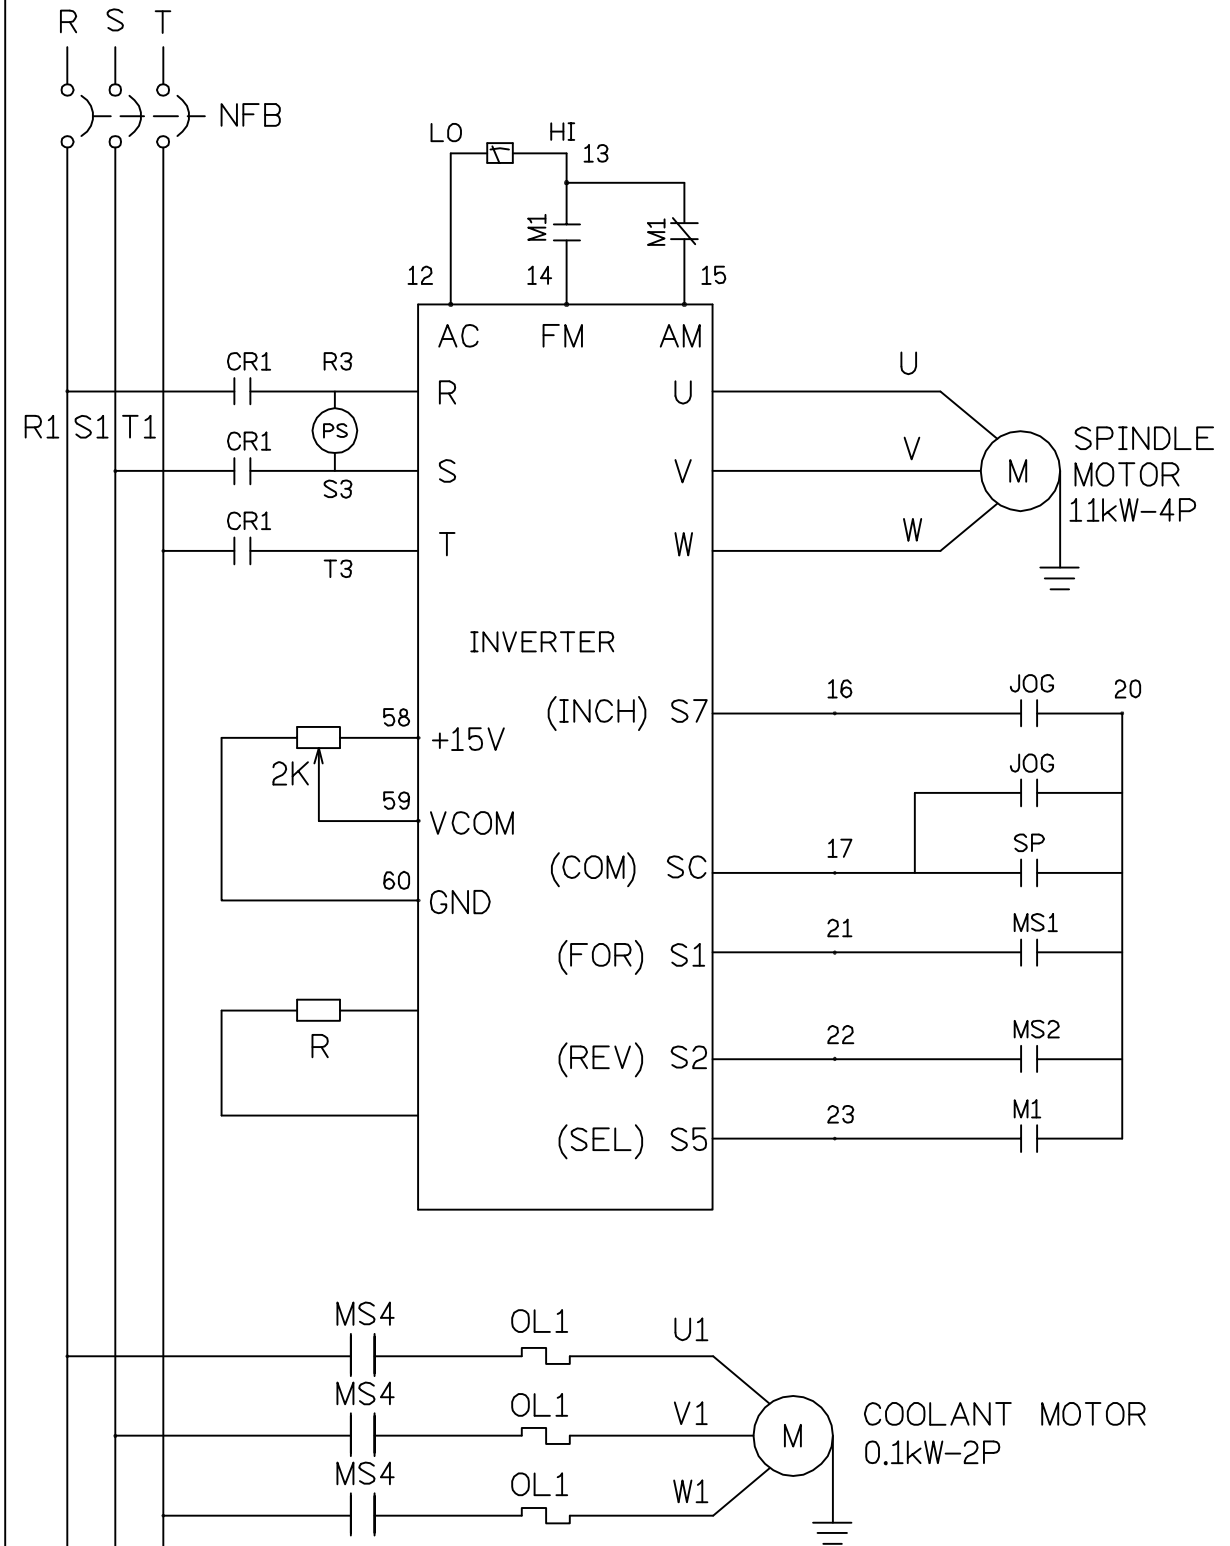 R S T
NFB
LO HI
13
M1 M1
12 14 15
AC FM AM
CR1 R3 R U U
R1 S1 T1
PS
CR1 S V V
S3
SPINDLE
MOTOR
11kW-4P
M
CR1 T W W
T3
INVERTER
(INCH) S7 16 JOG 20
58 +15V
2K
JOG
59 VCOM
(COM) SC 17 SP
60 GND
(FOR) S1 21 MS1
R
(REV) S2 22 MS2
(SEL) S5 23 M1
MS4 OL1 U1
MS4 OL1 V1
M
COOLANT MOTOR
0.1kW-2P
MS4 OL1 W1